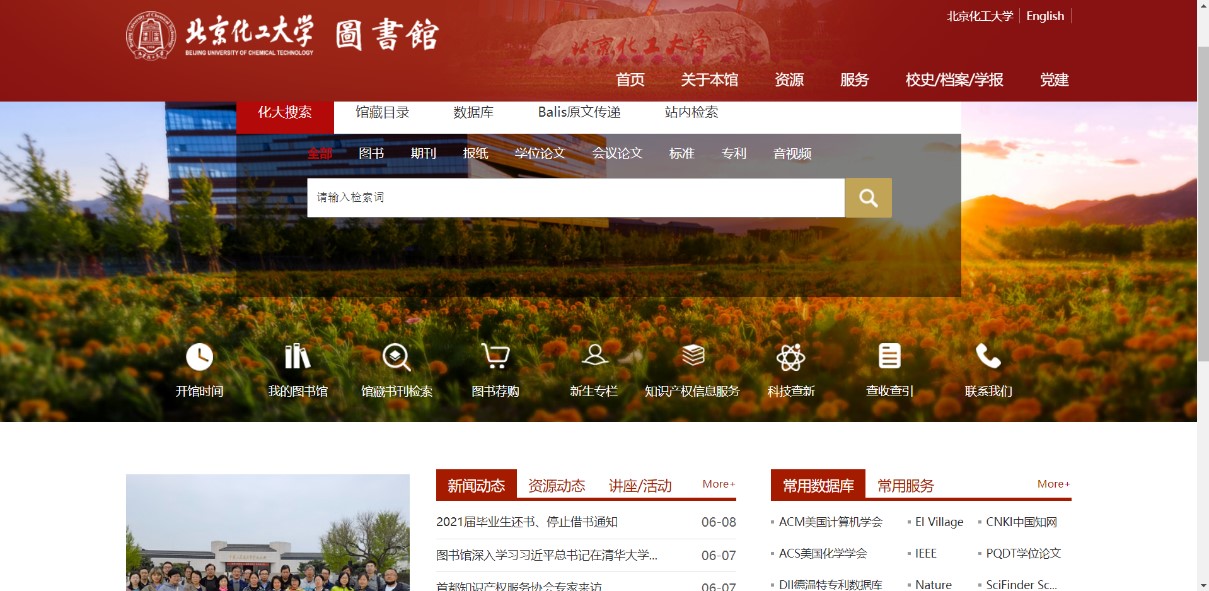 北京化工大学 圖書館
BEIJING UNIVERSITY OF CHEMICAL TECHNOLOGY
北京化工大学
北京化工大学 English
首页 关于本馆 资源 服务 校史/档案/学报 党建
化大搜索 馆藏目录 数据库 Balis原文传递 站内检索
全部 图书 期刊 报纸 学位论文 会议论文 标准 专利 音视频
请输入检索词
开馆时间 我的图书馆 馆藏书刊检索 图书荐购 新生专栏 知识产权信息服务 科技查新 查收查引 联系我们
新闻动态 资源动态 讲座/活动 More+
2021届毕业生还书、停止借书通知 06-08
图书馆深入学习习近平总书记在清华大学... 06-07
首都知识产权服务协会专家来访 06-07
常用数据库 常用服务 More+
ACM美国计算机学会 EI Village CNKI中国知网
ACS美国化学学会 IEEE PQDT学位论文
DII德温特专利数据库 Nature SciFinder Sc...